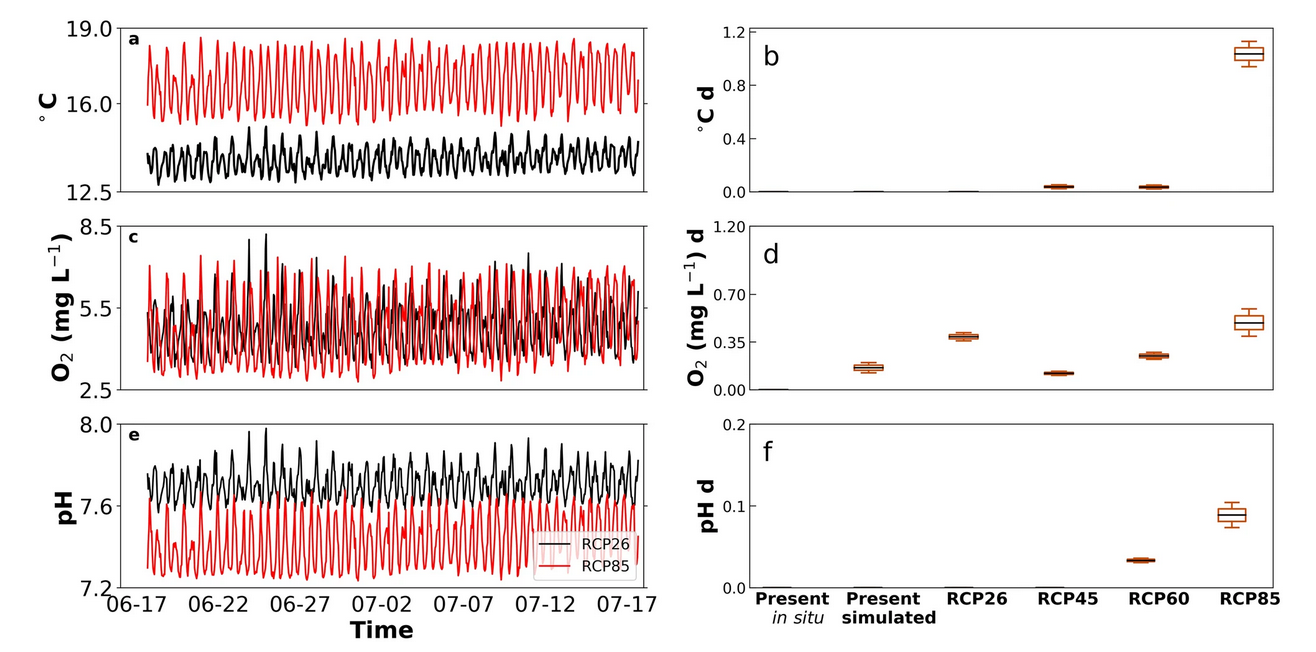 a
19.0
16.0
12.5
°C
b
1.2
0.8
0.4
0.0
°C d
c
8.5
5.5
2.5
O₂ (mg L⁻¹)
d
1.20
0.70
0.35
0.00
O₂ (mg L⁻¹) d
e
8.0
7.6
7.2
pH
RCP26
RCP85
06-17 06-22 06-27 07-02 07-07 07-12 07-17
Time
f
0.2
0.1
0.0
pH d
Present Present RCP26 RCP45 RCP60 RCP85
in situ simulated